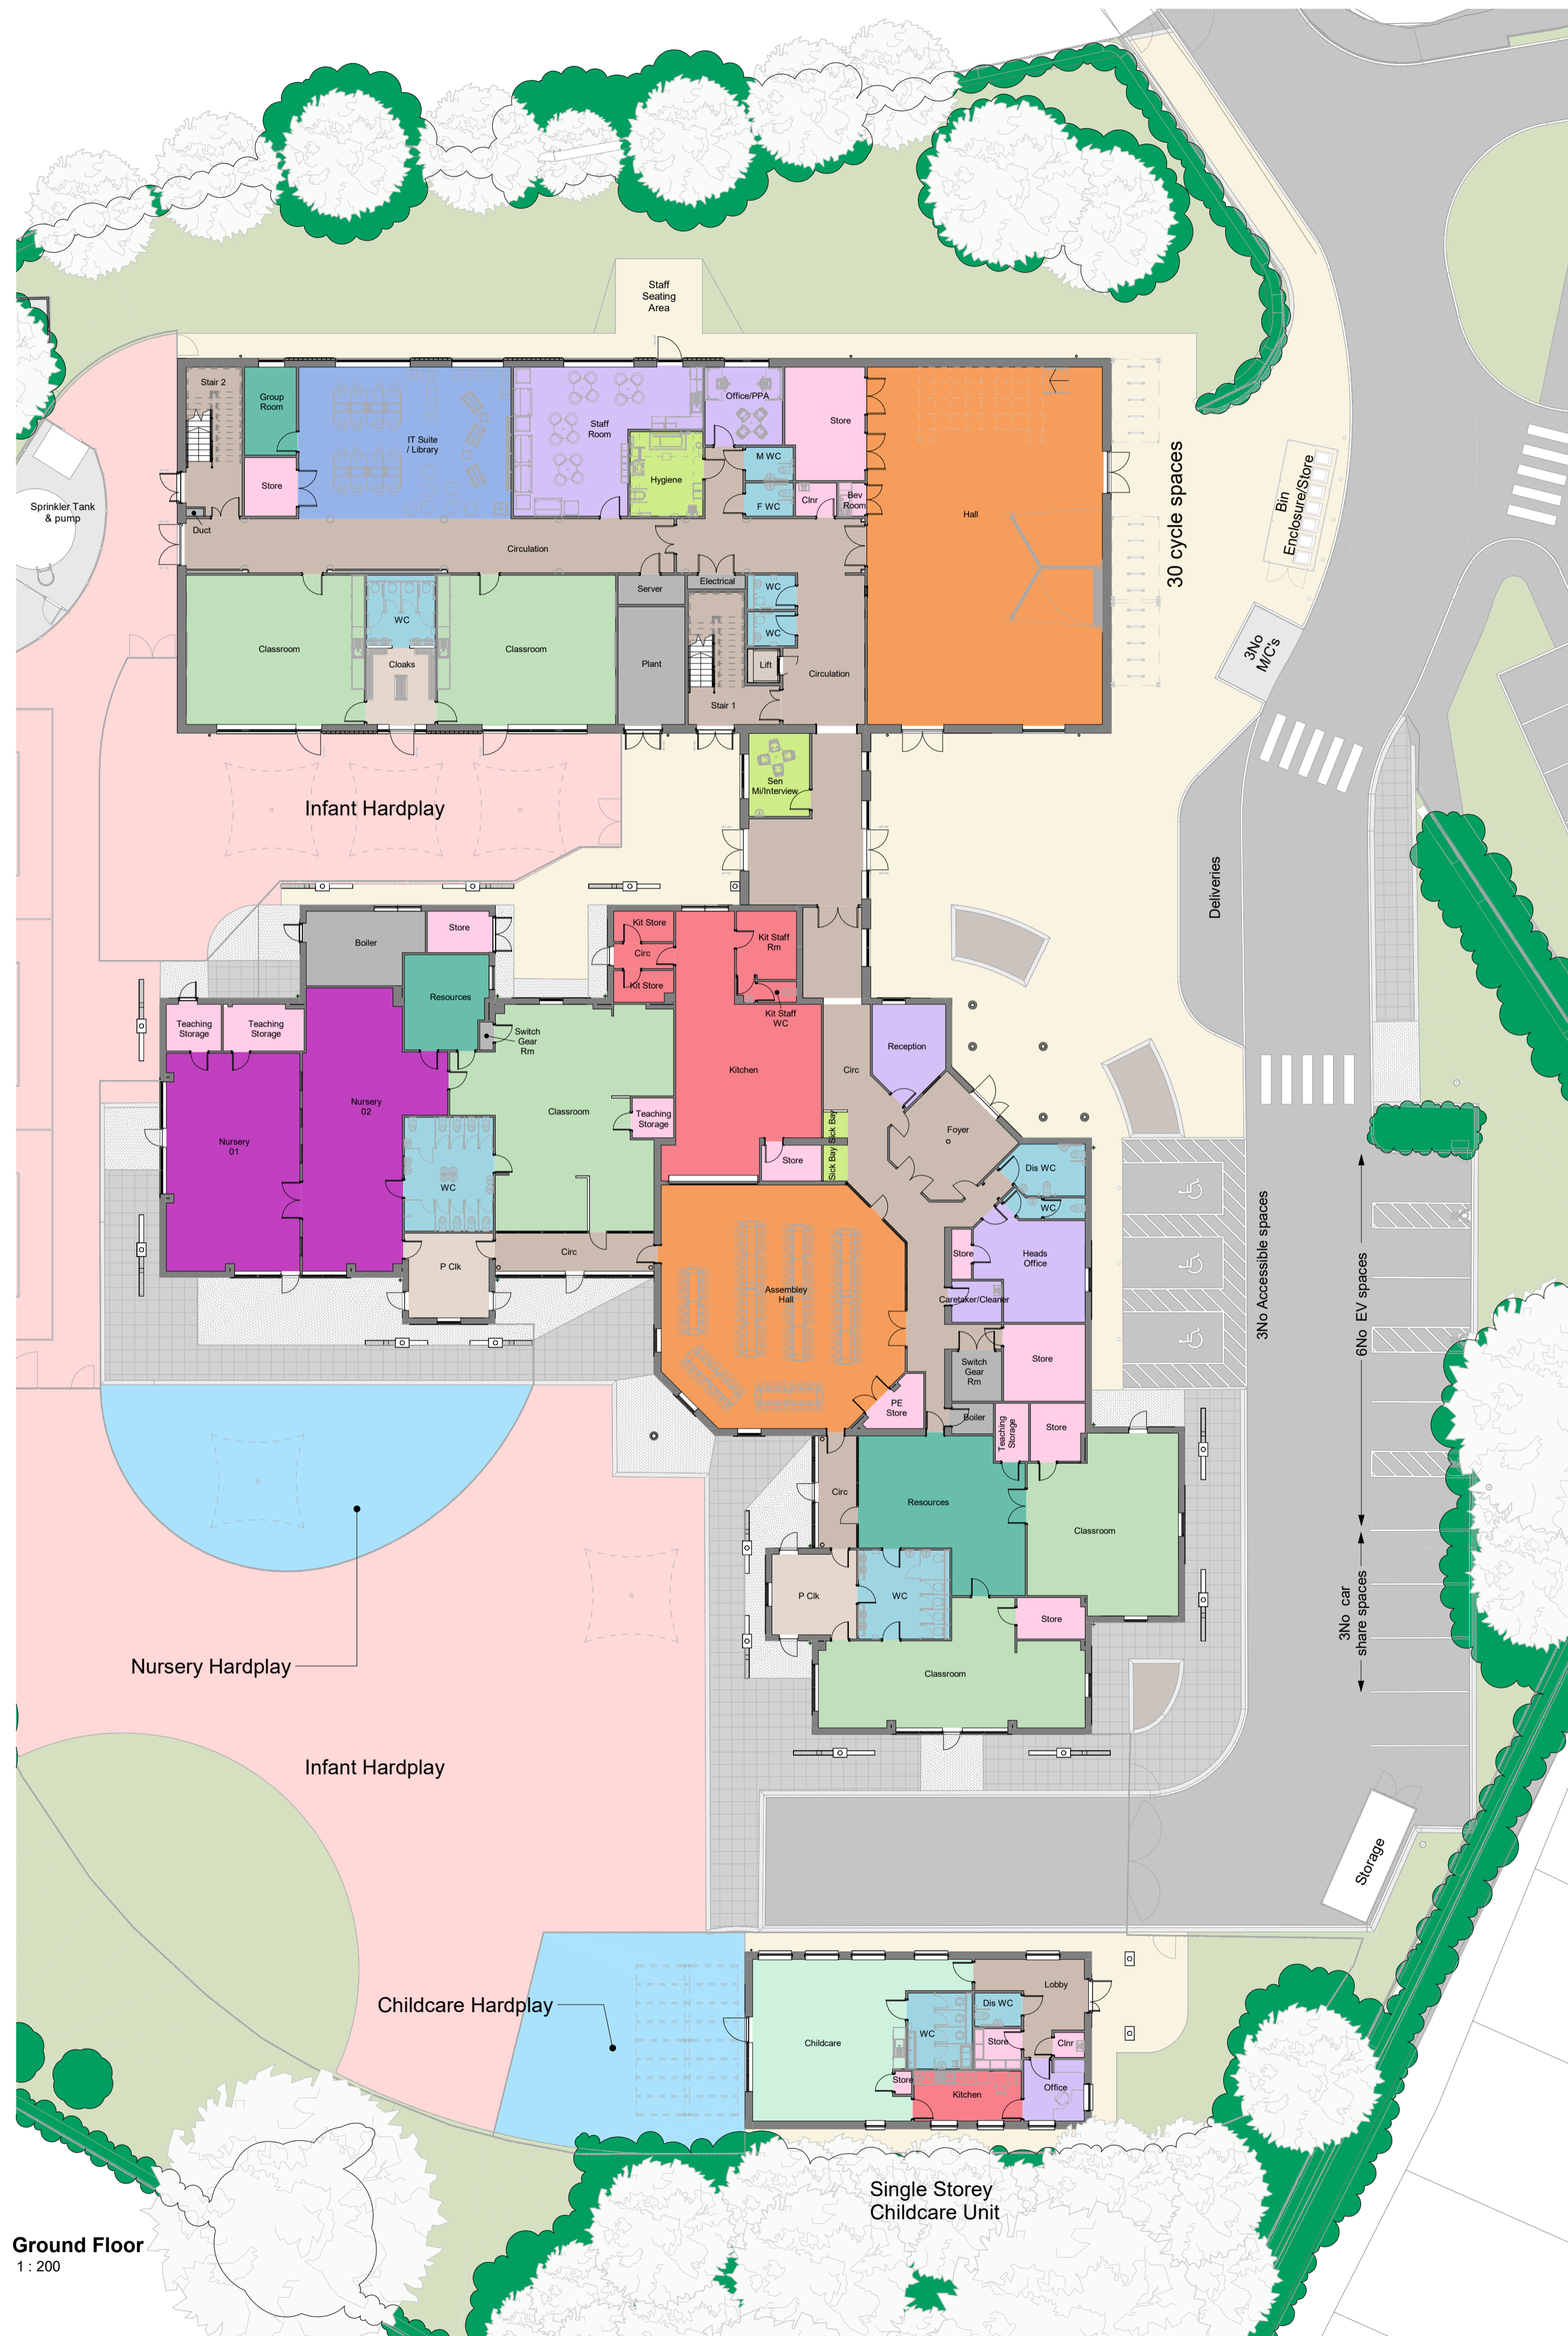 Staff
Seating
Area
Stair 2
Group
Room
IT Suite
/ Library
Staff
Room
Office/PPA
Store
Hygiene
M WC
F WC
Clnr
Bev
Room
Store
Hall
Duct
Sprinkler Tank
& pump
Circulation
30 cycle spaces
Bin
Enclosure/Store
3No
M/C's
Classroom
WC
Cloaks
Classroom
Server
Electrical
WC
WC
Plant
Lift
Stair 1
Circulation
Infant Hardplay
Sen
Mi/Interview
Deliveries
Boiler
Store
Kit Store
Circ
Kit Store
Kit Staff
Rm
Kit Staff
WC
Resources
Teaching
Storage
Teaching
Storage
Switch
Gear
Rm
Nursery
02
Nursery
01
Classroom
Teaching
Storage
Kitchen
Circ
Reception
Sick Bay
Sick Bay
Store
Foyer
WC
Dis WC
WC
P Clk
Circ
Store
Heads
Office
Caretaker/Cleaner
Assembley
Hall
Switch
Gear
Rm
Store
PE
Store
Boiler
Teaching
Storage
Store
3No Accessible spaces
6No EV spaces
3No car
share spaces
Circ
Resources
Classroom
P Clk
WC
Store
Classroom
Nursery Hardplay
Infant Hardplay
Storage
Childcare Hardplay
Childcare
WC
Dis WC
Lobby
Store
Clnr
Store
Kitchen
Office
Single Storey
Childcare Unit
Ground Floor
1 : 200